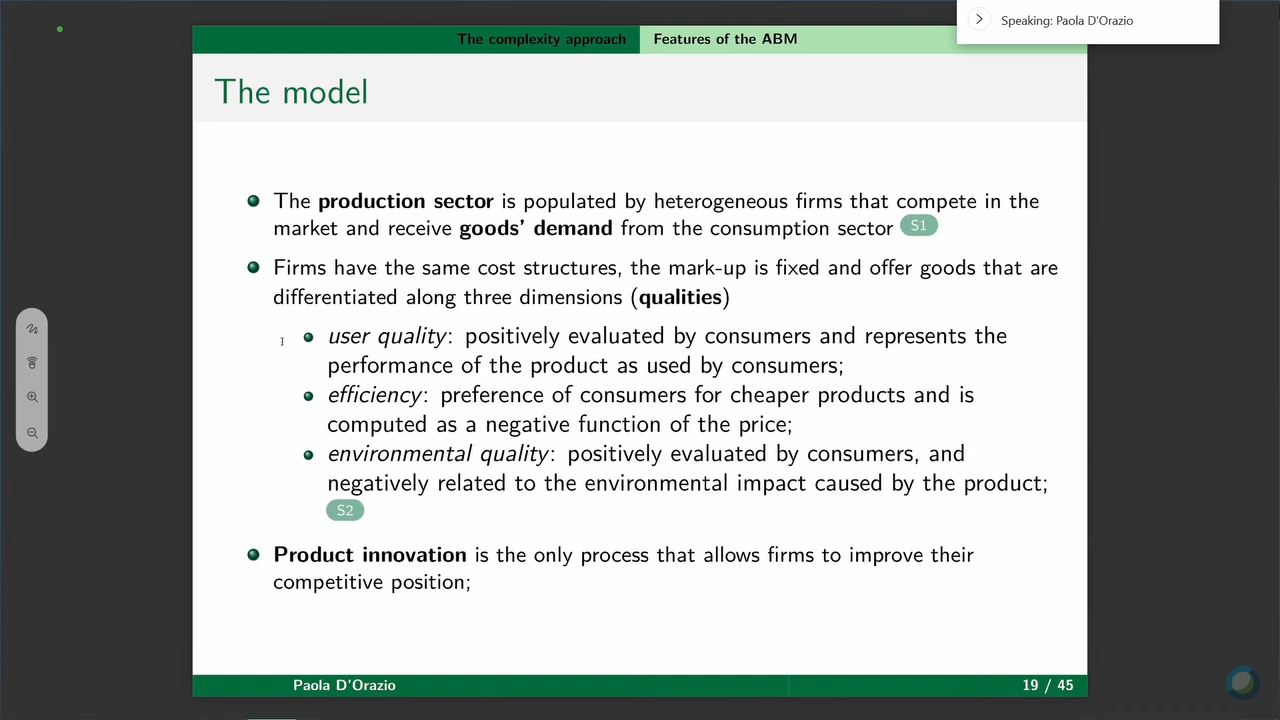 Speaking: Paola D'Orazio
The complexity approach
Features of the ABM
The model
The production sector is populated by heterogeneous firms that compete in the
market and receive goods' demand from the consumption sector S1
Firms have the same cost structures, the mark-up is fixed and offer goods that are
differentiated along three dimensions (qualities)
user quality: positively evaluated by consumers and represents the
performance of the product as used by consumers;
efficiency: preference of consumers for cheaper products and is
computed as a negative function of the price;
environmental quality: positively evaluated by consumers, and
negatively related to the environmental impact caused by the product;
S2
Product innovation is the only process that allows firms to improve their
competitive position;
Paola D'Orazio
19 / 45